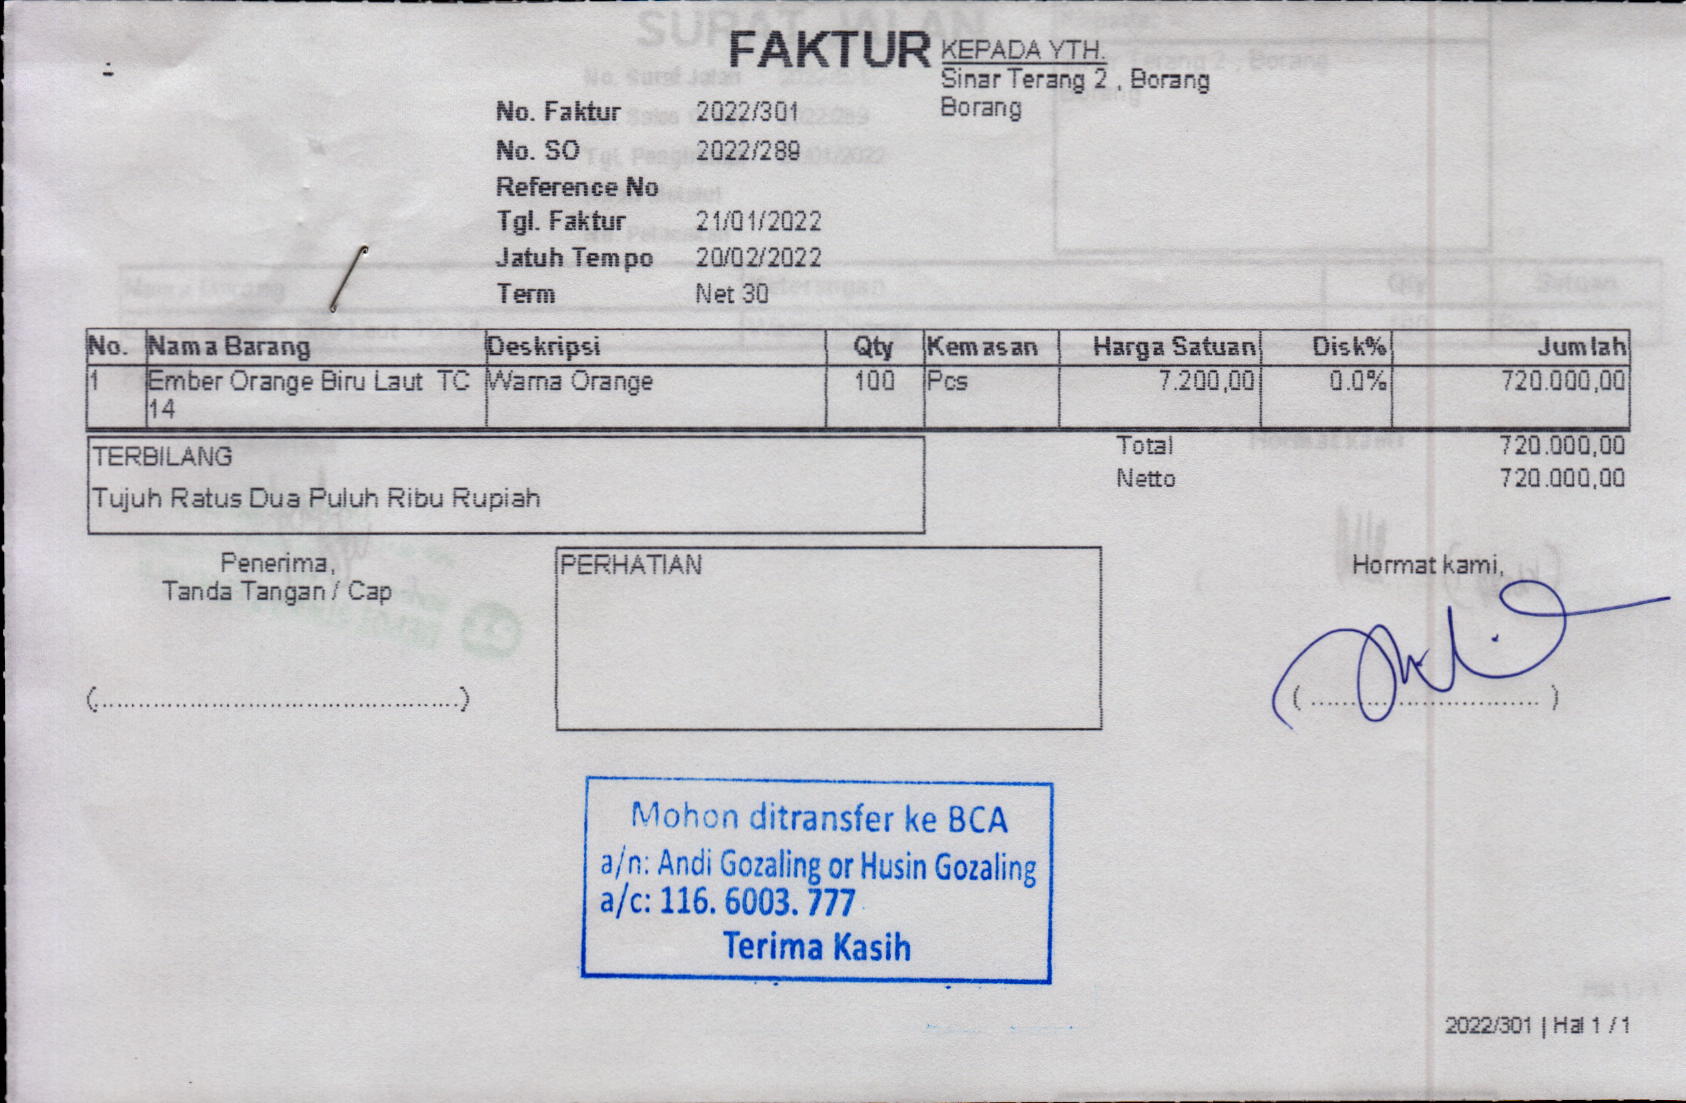 FAKTUR
KEPADA YTH.
Sinar Terang 2 , Borang
Borang
No. Faktur 2022/301
No. SO 2022/289
Reference No
Tgl. Faktur 21/01/2022
Jatuh Tempo 20/02/2022
Term Net 30
No. Nama Barang Deskripsi Qty Kemasan Harga Satuan Disk% Jumlah
1 Ember Orange Biru Laut TC 14 Warna Orange 100 Pcs 7.200,00 0.0% 720.000,00
Total 720.000,00
Netto 720.000,00
TERBILANG
Tujuh Ratus Dua Puluh Ribu Rupiah
Penerima,
Tanda Tangan / Cap
(..................................................)
PERHATIAN
Hormat kami,
( ................................ )
Mohon ditransfer ke BCA
a/n: Andi Gozaling or Husin Gozaling
a/c: 116. 6003. 777
Terima Kasih
2022/301 | Hal 1 / 1